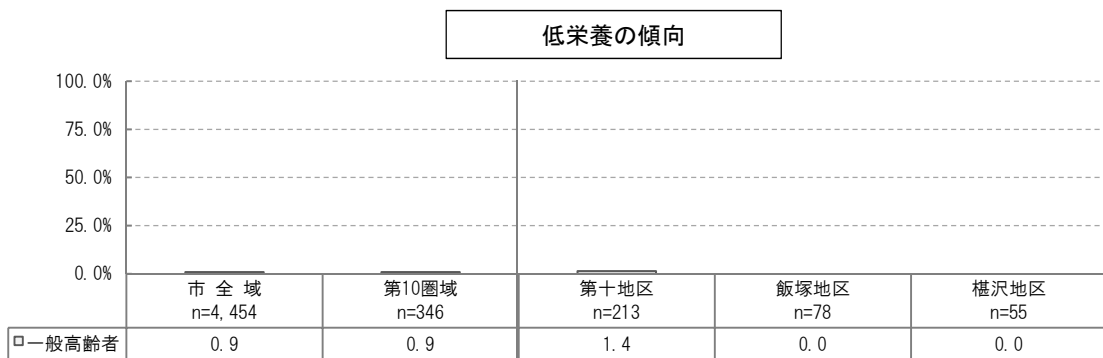 低栄養の傾向
100.0%
75.0%
50.0%
25.0%
0.0%
市 全 域 第10圏域 第十地区 飯塚地区 椹沢地区
n=4,454 n=346 n=213 n=78 n=55
一般高齢者 0.9 0.9 1.4 0.0 0.0